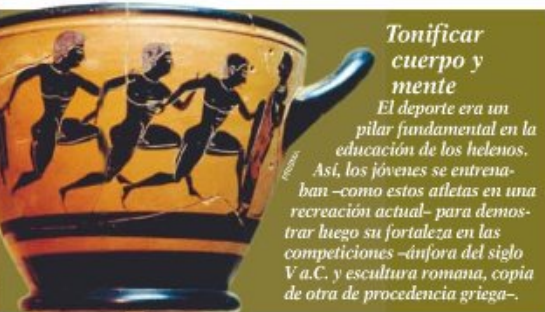 Tonificar
cuerpo y
mente
El deporte era un
pilar fundamental en la
educación de los helenos.
Así, los jóvenes se entrena-
ban –como estos atletas en una
recreación actual– para demos-
trar luego su fortaleza en las
competiciones –ánfora del siglo
V a.C. y escultura romana, copia
de otra de procedencia griega–.